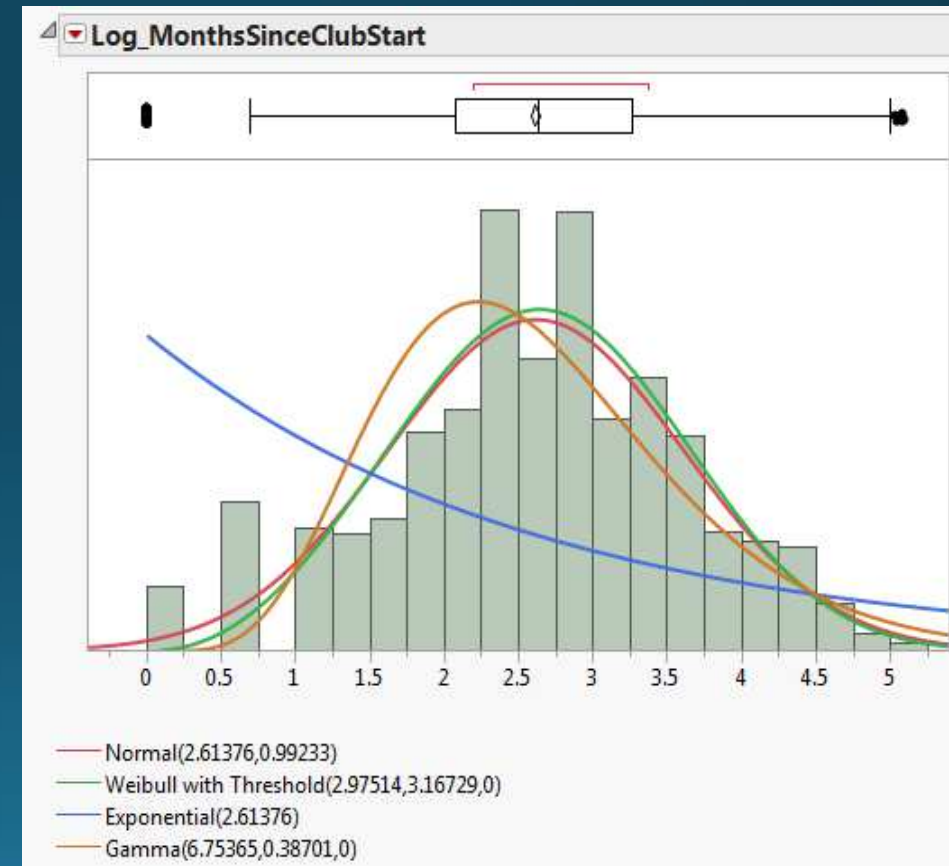 Log_MonthsSinceClubStart
0 0.5 1 1.5 2 2.5 3 3.5 4 4.5 5
Normal(2.61376,0.99233)
Weibull with Threshold(2.97514,3.16729,0)
Exponential(2.61376)
Gamma(6.75365,0.38701,0)